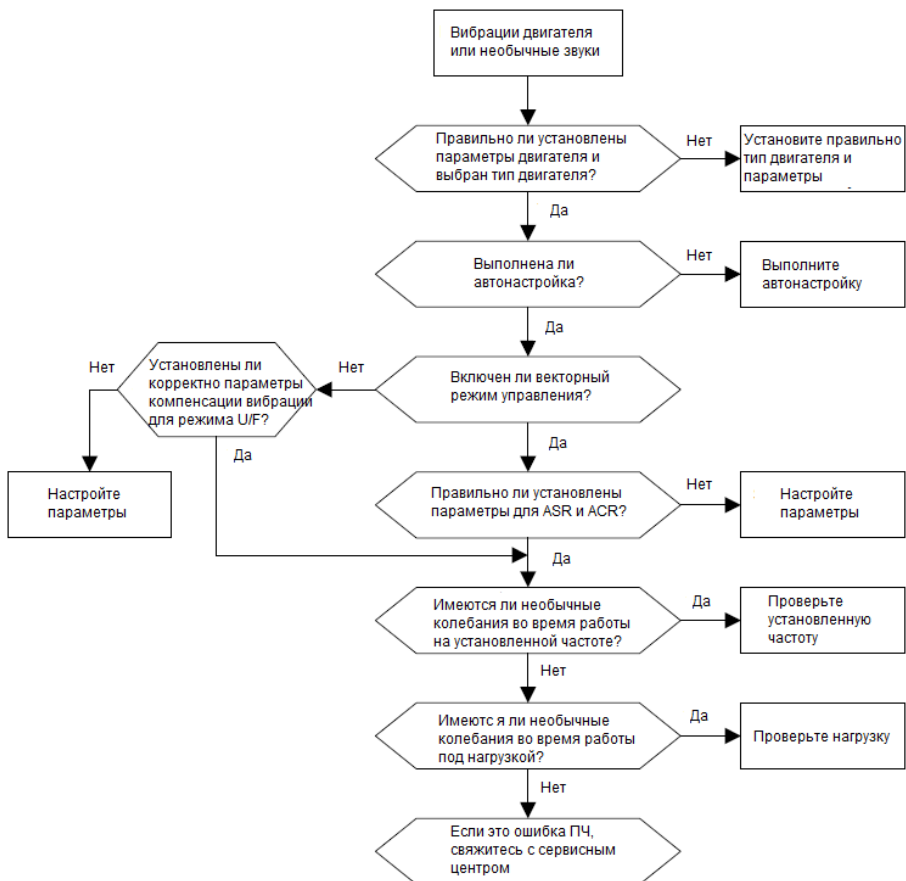 Вибрации двигателя
или необычные звуки
Правильно ли установлены
параметры двигателя и
выбран тип двигателя?
Нет
Установите правильно
тип двигателя и
параметры
Да
Выполнена ли
автонастройка?
Нет
Выполните
автонастройку
Да
Нет
Установлены ли
корректно параметры
компенсации вибрации
для режима U/F?
Нет
Включен ли векторный
режим управления?
Да
Да
Настройте
параметры
Правильно ли установлены
параметры для ASR и ACR?
Нет
Настройте
параметры
Да
Имеются ли необычные
колебания во время работы
на установленной частоте?
Да
Проверьте
установленную
частоту
Нет
Имеютс я ли необычные
колебания во время работы
под нагрузкой?
Да
Проверьте нагрузку
Нет
Если это ошибка ПЧ,
свяжитесь с сервисным
центром